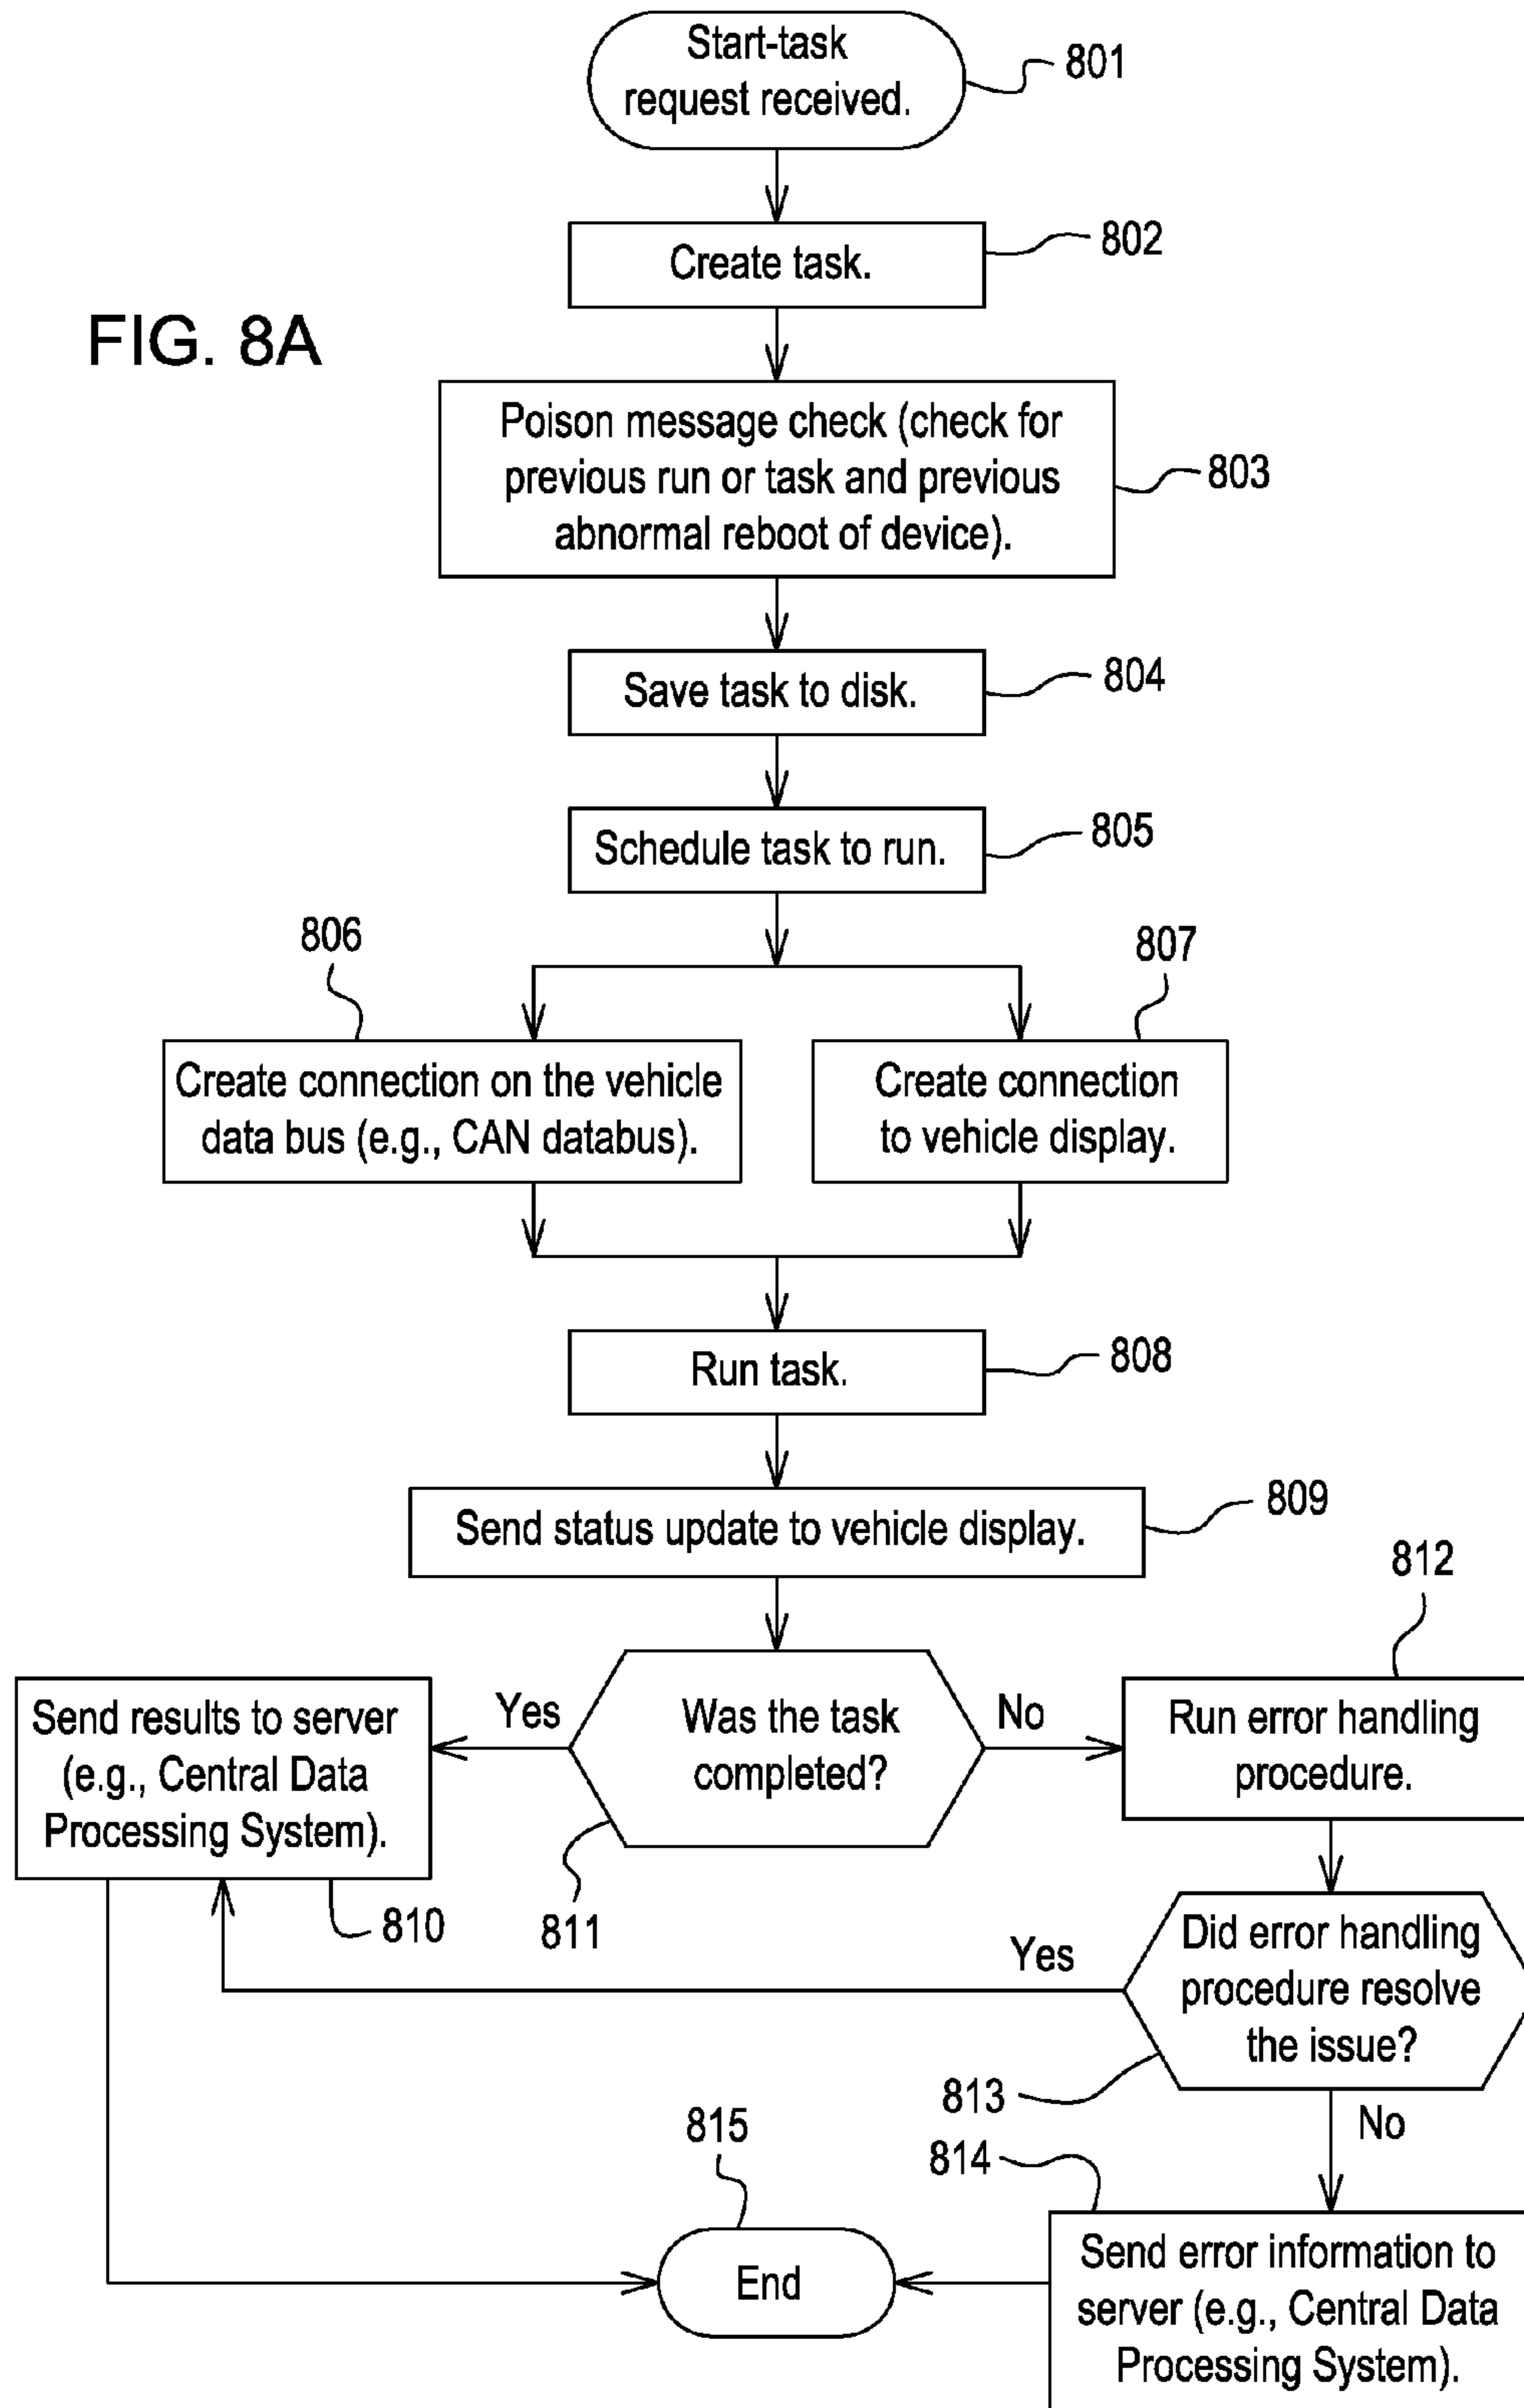 Start-task
request received.
801
Create task.
802
FIG. 8A
Poison message check (check for
previous run or task and previous
abnormal reboot of device).
803
Save task to disk.
804
Schedule task to run.
805
806
807
Create connection on the vehicle
data bus (e.g., CAN databus).
Create connection
to vehicle display.
Run task.
808
Send status update to vehicle display.
809
812
Send results to server
(e.g., Central Data
Processing System).
Yes
Was the task
completed?
No
Run error handling
procedure.
810
811
Yes
Did error handling
procedure resolve
the issue?
813
No
815
814
End
Send error information to
server (e.g., Central Data
Processing System).